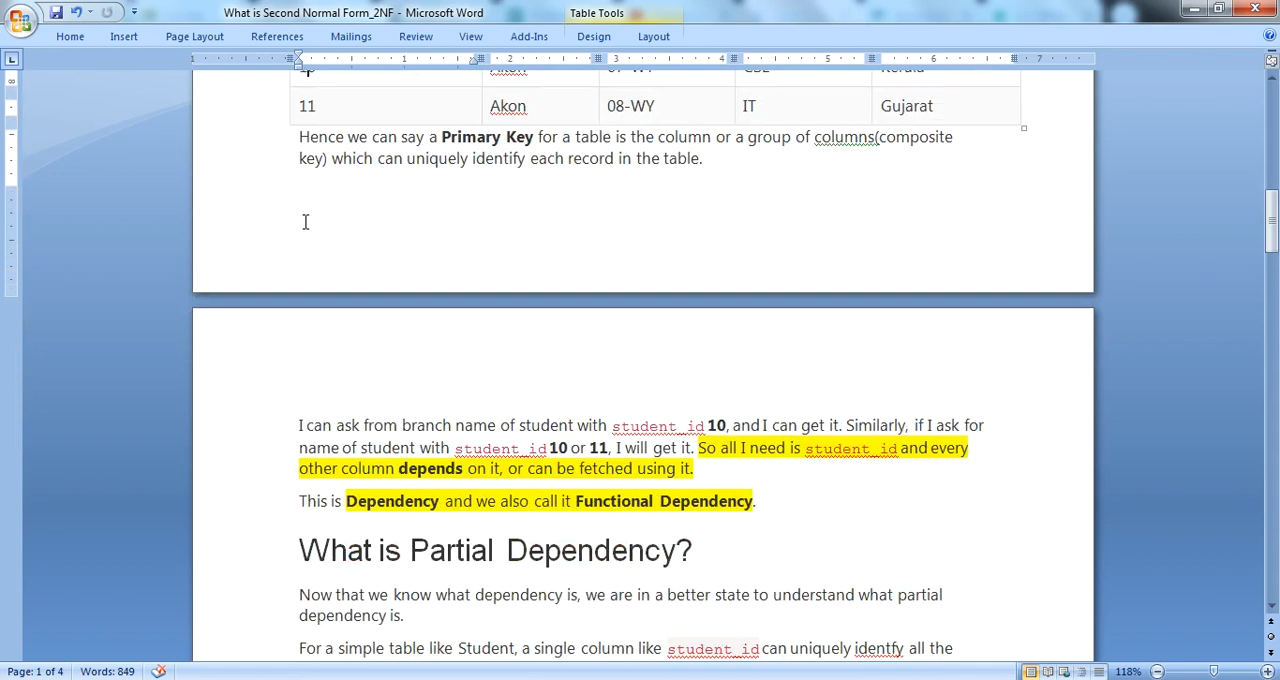 What is Second Normal Form_2NF - Microsoft Word
Table Tools
Home Insert Page Layout References Mailings Review View Add-Ins Design Layout
1 1 2 3 4 5 6 7
11 Akon 08-WY IT Gujarat
Hence we can say a Primary Key for a table is the column or a group of columns(composite
key) which can uniquely identify each record in the table.
I can ask from branch name of student with student_id 10, and I can get it. Similarly, if I ask for
name of student with student_id 10 or 11, I will get it. So all I need is student_id and every
other column depends on it, or can be fetched using it.
This is Dependency and we also call it Functional Dependency.
What is Partial Dependency?
Now that we know what dependency is, we are in a better state to understand what partial
dependency is.
For a simple table like Student, a single column like student_id can uniquely identfy all the
Page: 1 of 4 Words: 849 118%